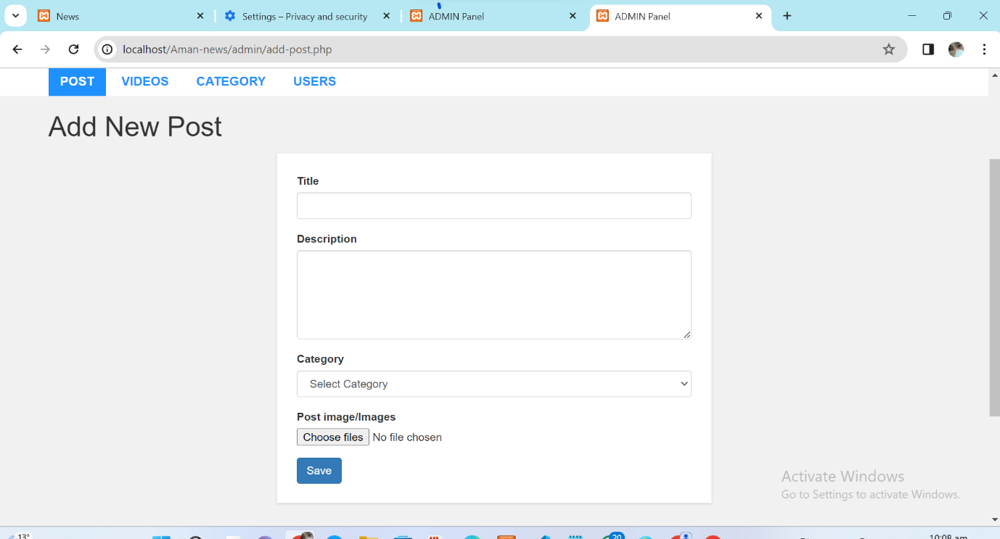 News
Settings – Privacy and security
ADMIN Panel
ADMIN Panel
localhost/Aman-news/admin/add-post.php
POST VIDEOS CATEGORY USERS
Add New Post
Title
Description
Category
Select Category
Post image/Images
Choose files No file chosen
Save
Activate Windows
Go to Settings to activate Windows.
13°
20
10:08 am